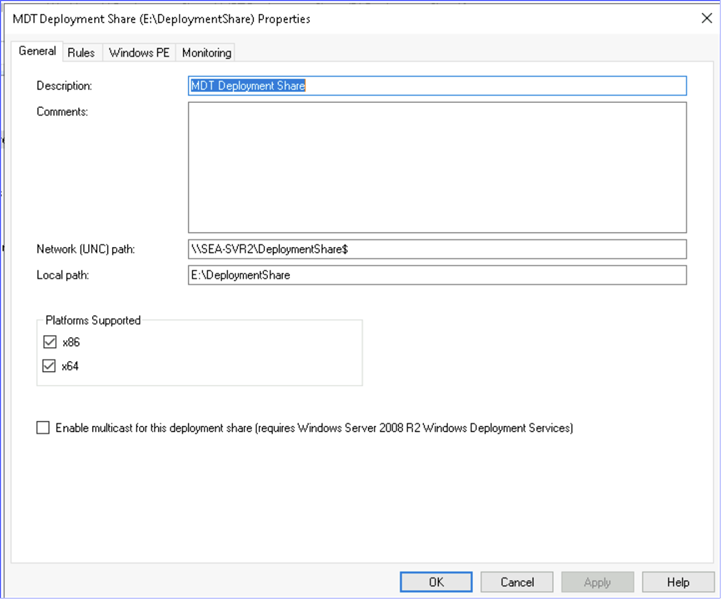 MDT Deployment Share (E:\DeploymentShare) Properties
General Rules Windows PE Monitoring
Description: MDT Deployment Share
Comments:
Network (UNC) path: \\SEA-SVR2\DeploymentShare$
Local path: E:\DeploymentShare
Platforms Supported
x86
x64
Enable multicast for this deployment share (requires Windows Server 2008 R2 Windows Deployment Services)
OK Cancel Apply Help